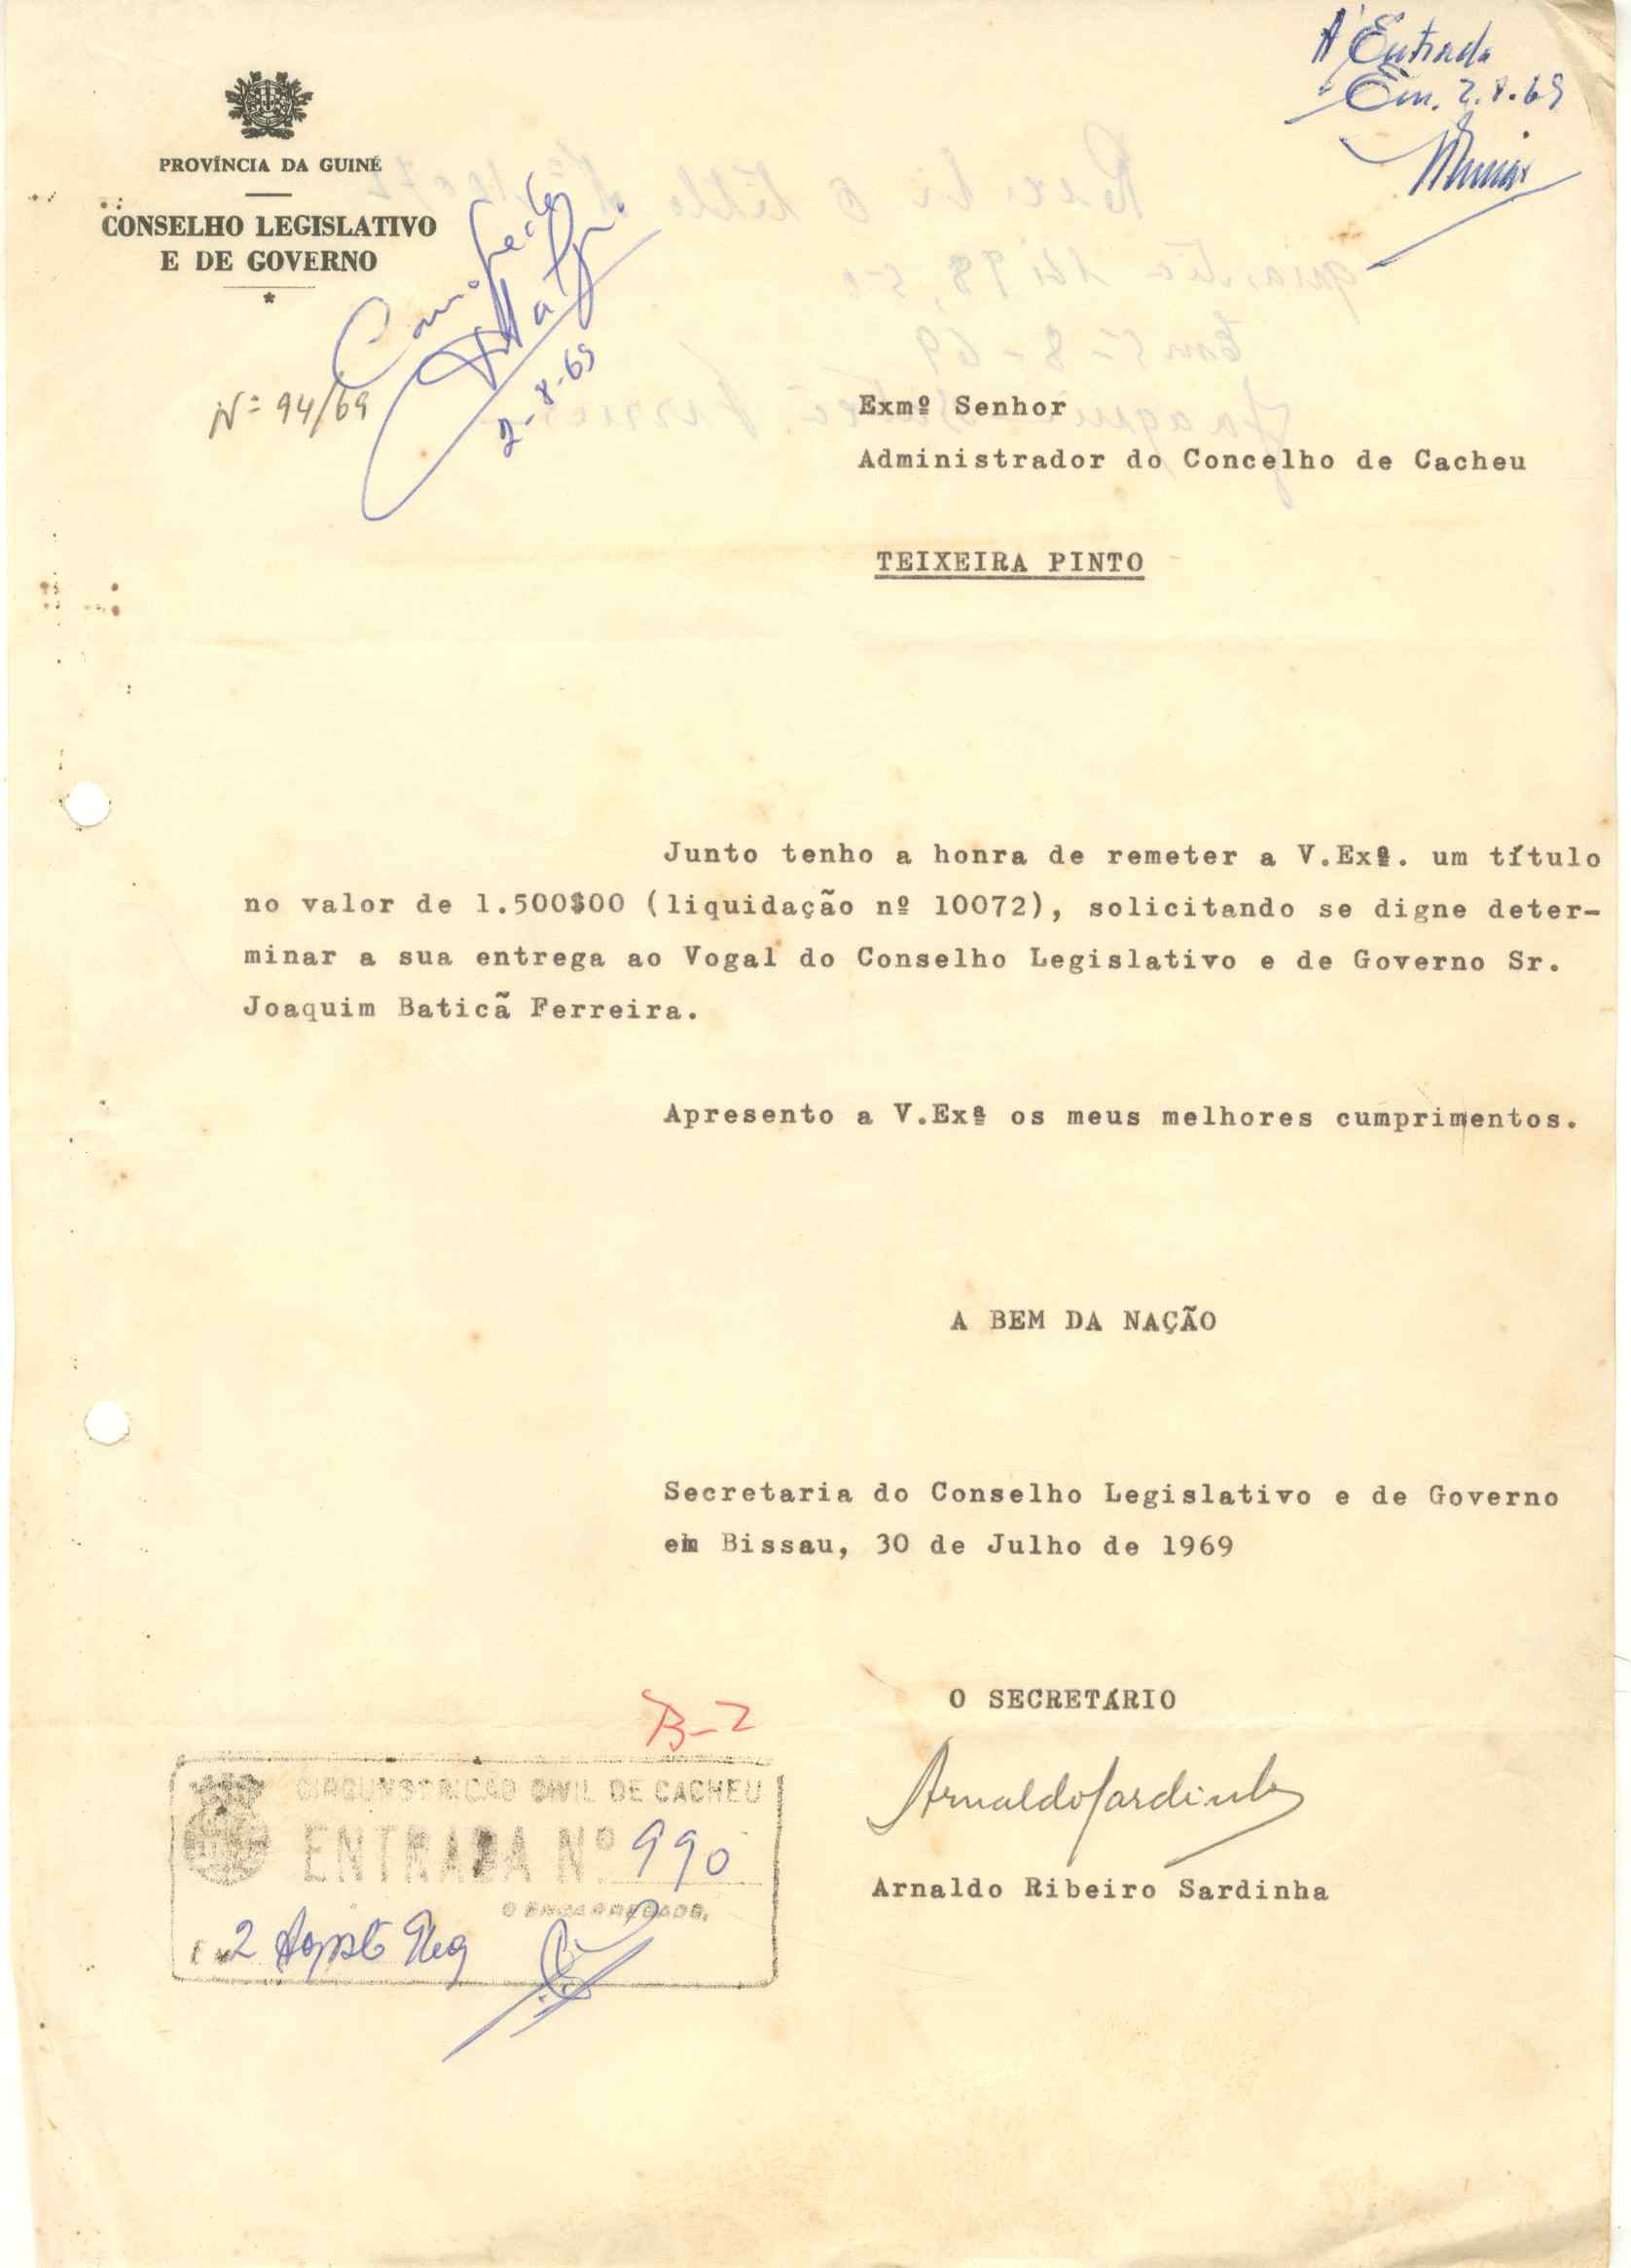 À Entrada
Em. 2.8.69
PROVÍNCIA DA GUINÉ
CONSELHO LEGISLATIVO
E DE GOVERNO
*
2-8-69
Nº 94/69
Exmº Senhor
Administrador do Concelho de Cacheu
TEIXEIRA PINTO
Junto tenho a honra de remeter a V.Exª. um título
no valor de 1.500$00 (liquidação nº 10072), solicitando se digne deter-
minar a sua entrega ao Vogal do Conselho Legislativo e de Governo Sr.
Joaquim Baticã Ferreira.
Apresento a V.Exª os meus melhores cumprimentos.
A BEM DA NAÇÃO
Secretaria do Conselho Legislativo e de Governo
em Bissau, 30 de Julho de 1969
O SECRETÁRIO
ArnaldoSardinha
Arnaldo Ribeiro Sardinha
B-2
CIRCUNSCRIÇÃO CIVIL DE CACHEU
ENTRADA Nº 990
O ENCARREGADO,
2 Agosto